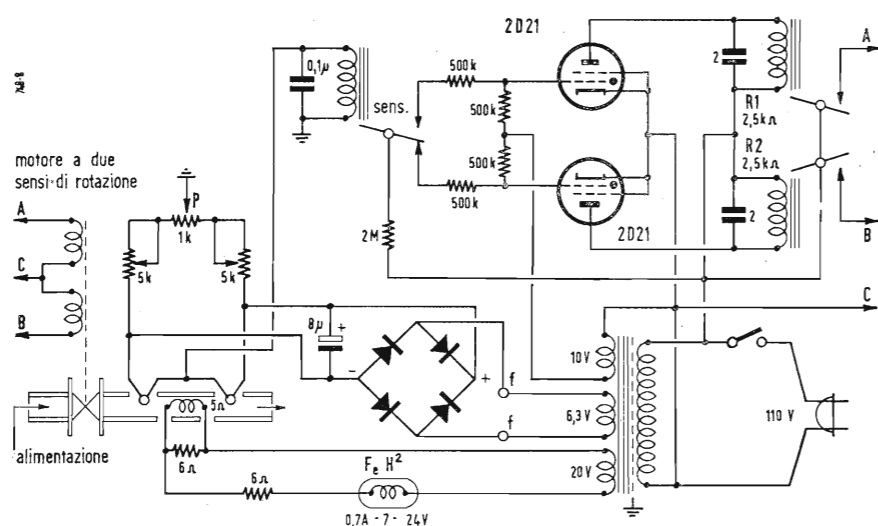 2D21
A
0,1µ
500k
2
748-8
sens.
500k
R1
2,5kΩ
motore a due
sensi di rotazione
500k
R2
2,5kΩ
P
A
1k
500k
2
2M
2D21
B
C
5k
5k
C
B
8µ
+
10V
-
+
f
5Ω
6,3V
110 V
f
alimentazione
6Ω
Fe H²
20V
6Ω
0,7A - 7 - 24V